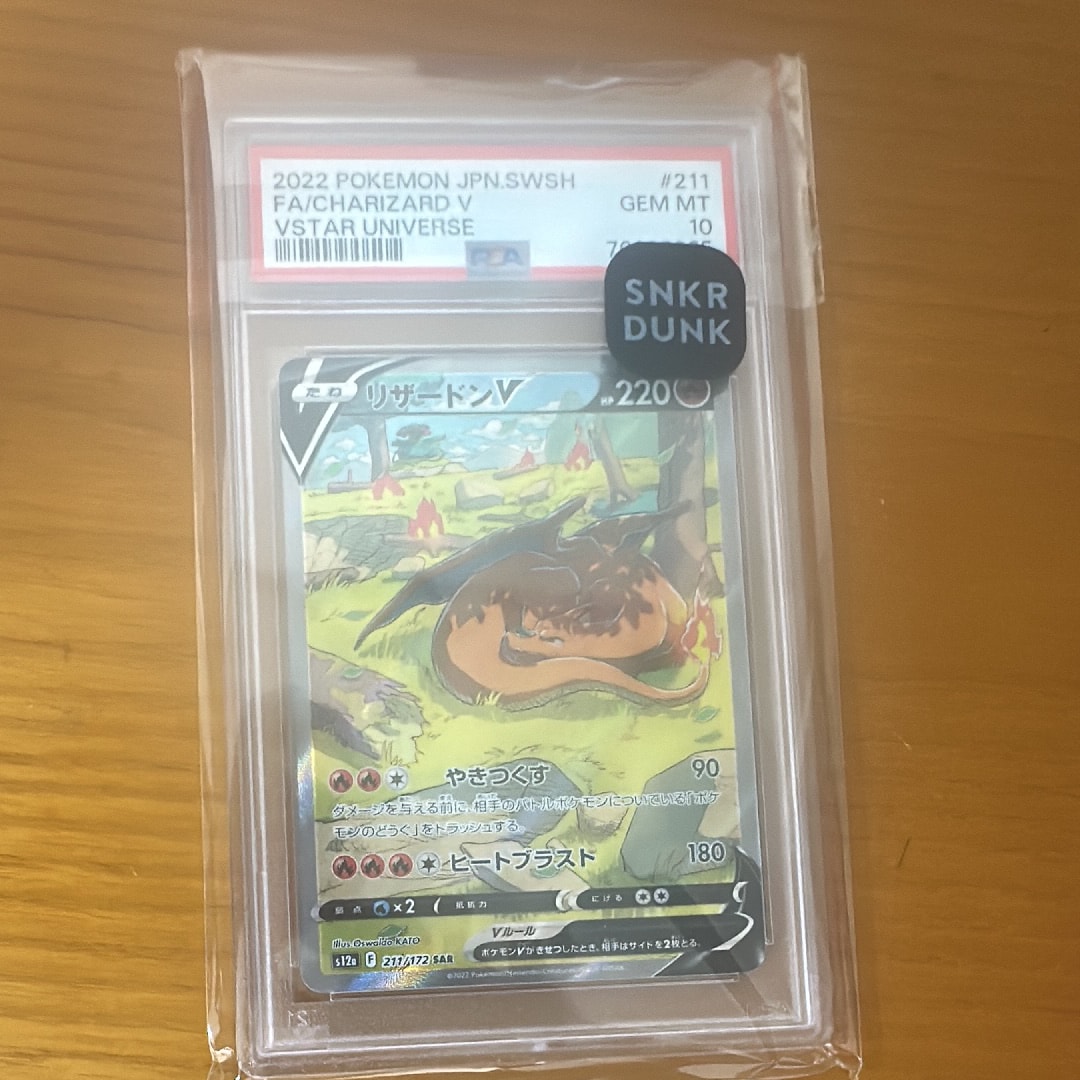 2022 POKEMON JPN.SWSH #211
FA/CHARIZARD V GEM MT
VSTAR UNIVERSE 10
PSA
SNKR
DUNK
たね リザードンV HP 220
やきつくす 90
ダメージを与える前に、相手のバトルポケモンについている「ポケ
モンのどうぐ」をトラッシュする。
ヒートブラスト 180
弱点 ×2 抵抗力 にげる
Vルール
ポケモンVがきぜつしたとき、相手はサイドを2枚とる。
Illus. Oswaldo KATO
s12a F 211/172 SAR